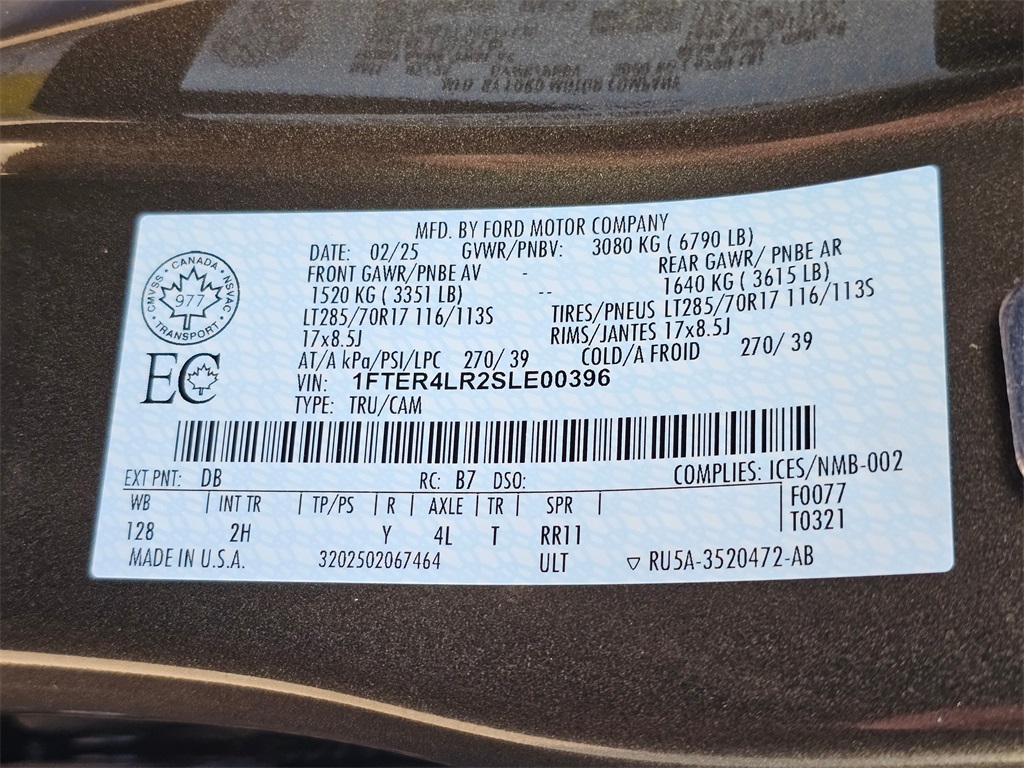 MFD. BY FORD MOTOR COMPANY
DATE: 02/25 GVWR/PNBV: 3080 KG ( 6790 LB)
FRONT GAWR/PNBE AV - REAR GAWR/ PNBE AR
1520 KG ( 3351 LB) -- 1640 KG ( 3615 LB)
LT285/70R17 116/113S TIRES/PNEUS LT285/70R17 116/113S
17x8.5J RIMS/JANTES 17x8.5J
AT/A kPa/PSI/LPC 270/ 39 COLD/A FROID 270/ 39
VIN: 1FTER4LR2SLE00396
TYPE: TRU/CAM
CMVSS · CANADA · NSVAC
977
TRANSPORT
EC
EXT PNT: DB RC: B7 DSO: COMPLIES: ICES/NMB-002
WB | INT TR | TP/PS | R | AXLE | TR | SPR | F0077
128 2H Y 4L T RR11 T0321
MADE IN U.S.A. 3202502067464 ULT ▽ RU5A-3520472-AB